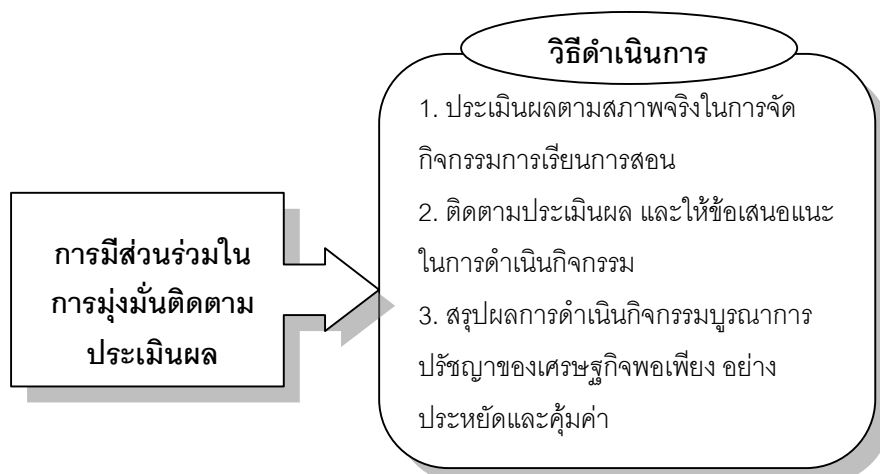 วิธีดำเนินการ
1. ประเมินผลตามสภาพจริงในการจัด
กิจกรรมการเรียนการสอน
2. ติดตามประเมินผล และให้ข้อเสนอแนะ
ในการดำเนินกิจกรรม
3. สรุปผลการดำเนินกิจกรรมบูรณาการ
ปรัชญาของเศรษฐกิจพอเพียง อย่าง
ประหยัดและคุ้มค่า
การมีส่วนร่วมใน
การมุ่งมั่นติดตาม
ประเมินผล